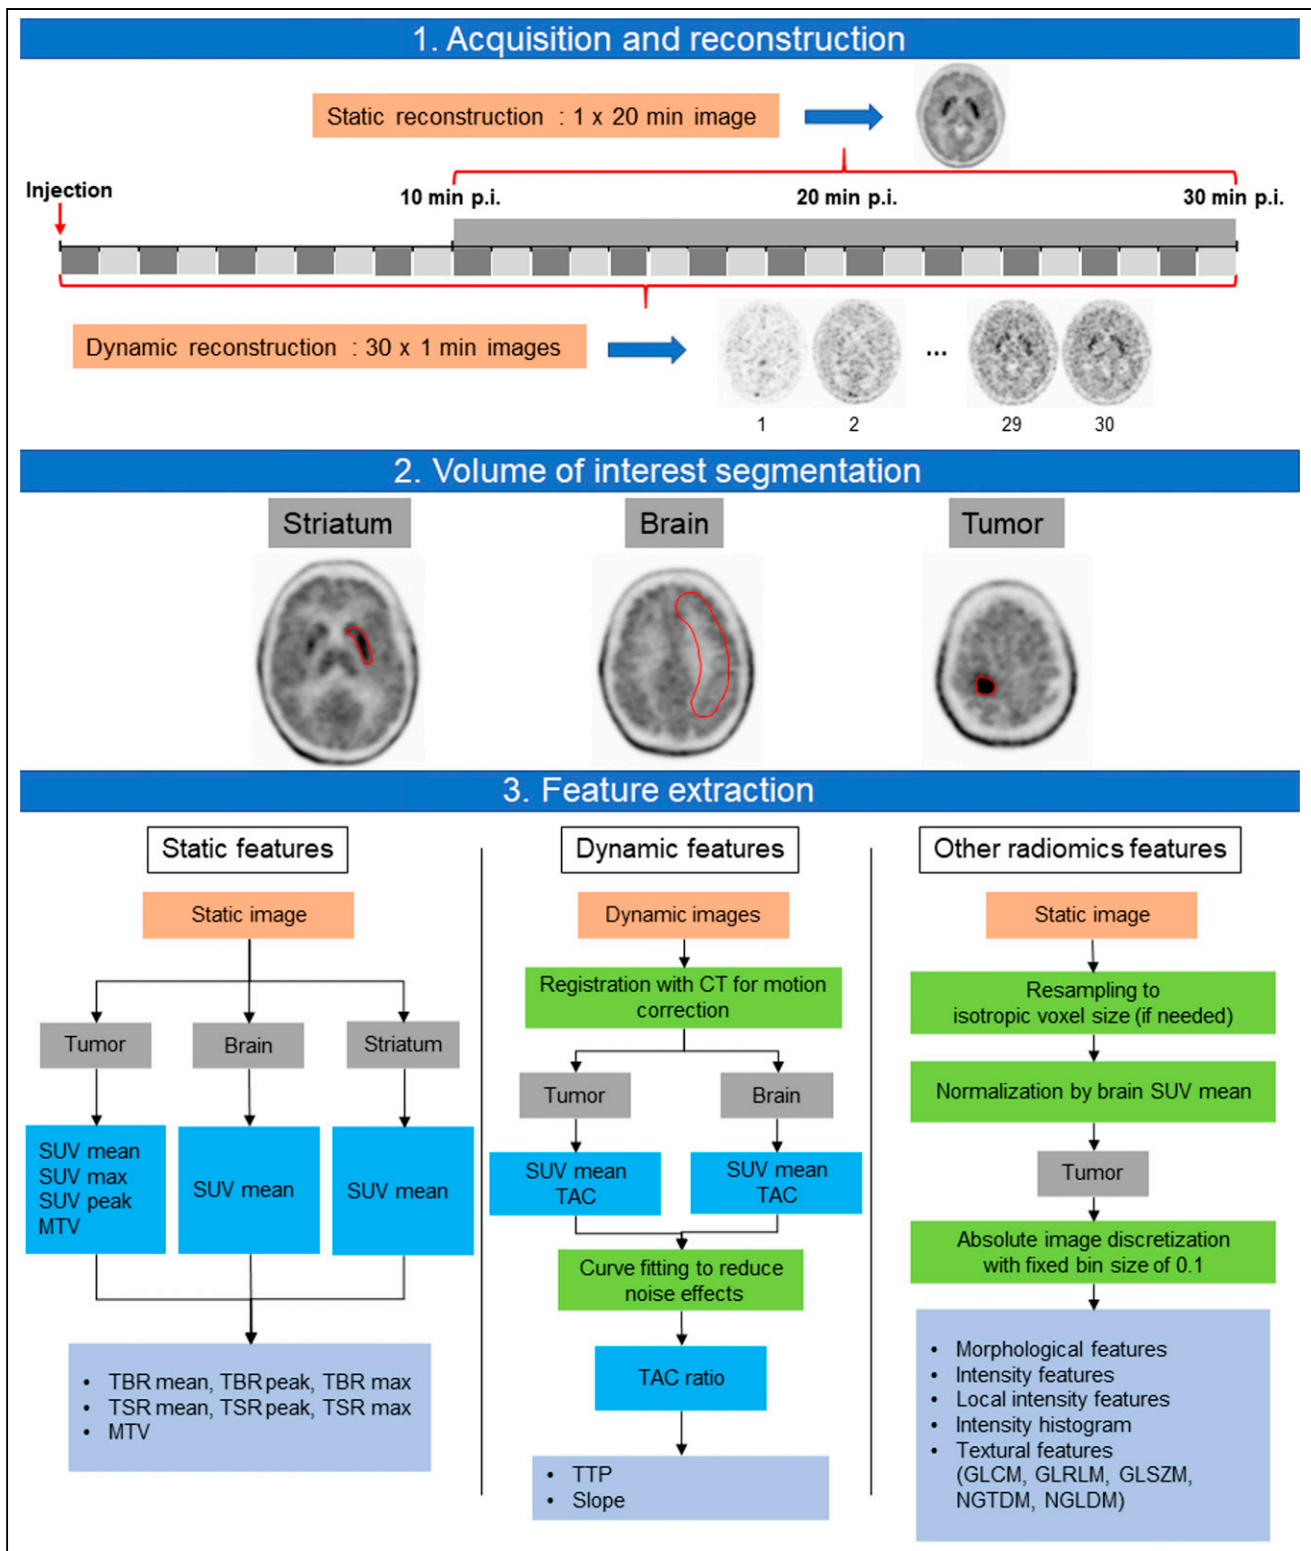 1. Acquisition and reconstruction
Static reconstruction : 1 x 20 min image
Injection
10 min p.i.
20 min p.i.
30 min p.i.
Dynamic reconstruction : 30 x 1 min images
...
1
2
29
30
2. Volume of interest segmentation
Striatum
Brain
Tumor
3. Feature extraction
Static features
Static image
Tumor
Brain
Striatum
SUV mean
SUV max
SUV peak
MTV
SUV mean
SUV mean
• TBR mean, TBR peak, TBR max
• TSR mean, TSR peak, TSR max
• MTV
Dynamic features
Dynamic images
Registration with CT for motion
correction
Tumor
Brain
SUV mean
TAC
SUV mean
TAC
Curve fitting to reduce
noise effects
TAC ratio
• TTP
• Slope
Other radiomics features
Static image
Resampling to
isotropic voxel size (if needed)
Normalization by brain SUV mean
Tumor
Absolute image discretization
with fixed bin size of 0.1
• Morphological features
• Intensity features
• Local intensity features
• Intensity histogram
• Textural features
(GLCM, GLRLM, GLSZM,
NGTDM, NGLDM)